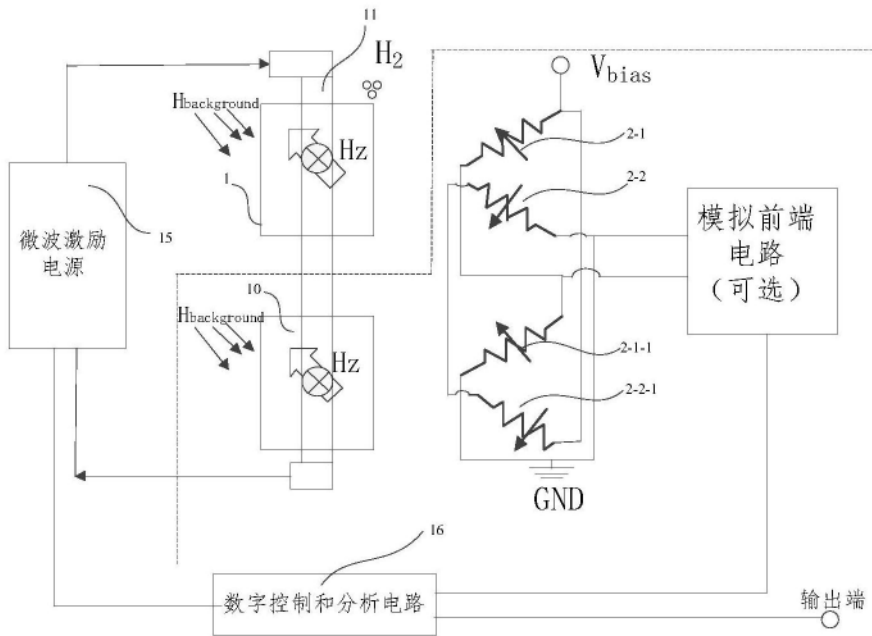 11
H2
Vbias
Hbackground
Hz
1
2-1
2-2
15
微波激励
电源
模拟前端
电路
(可选)
10
Hbackground
Hz
2-1-1
2-2-1
GND
16
数字控制和分析电路
输出端